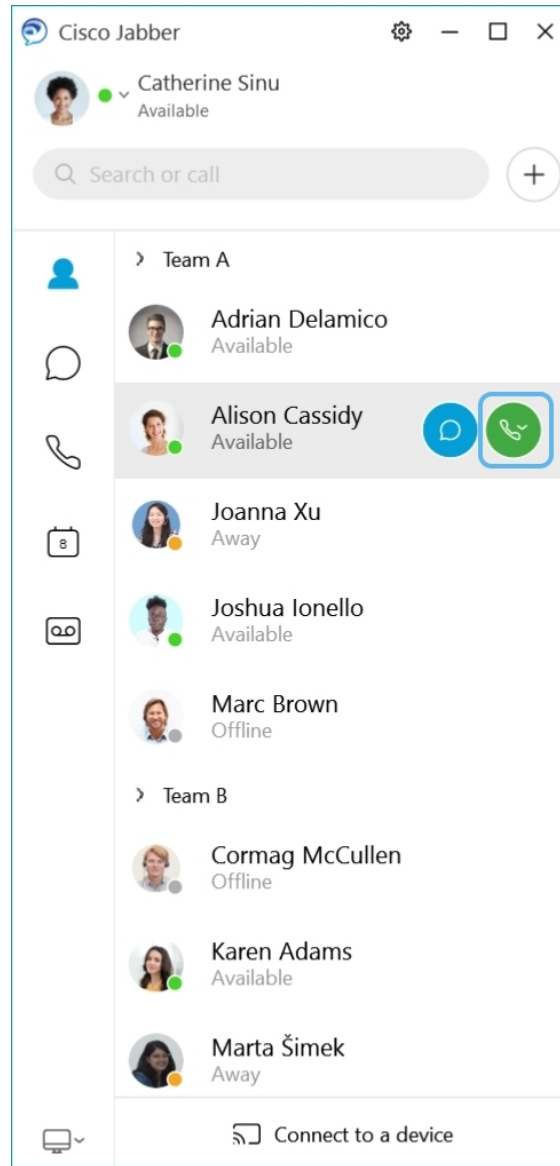 Cisco Jabber
Catherine Sinu
Available
Search or call
Team A
Adrian Delamico
Available
Alison Cassidy
Available
Joanna Xu
Away
8
Joshua Ionello
Available
Marc Brown
Offline
Team B
Cormag McCullen
Offline
Karen Adams
Available
Marta Šimek
Away
Connect to a device